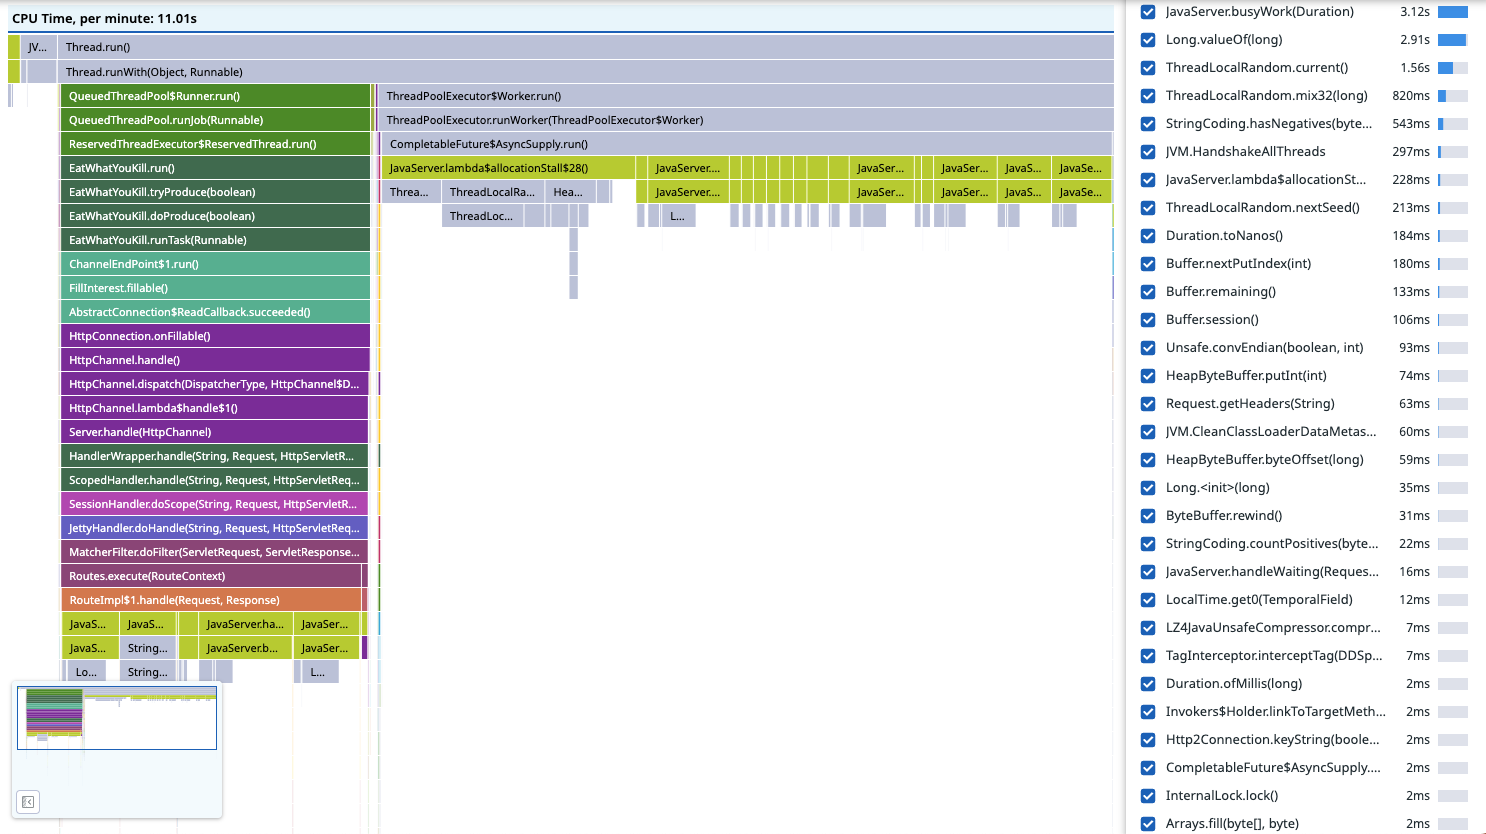 CPU Time, per minute: 11.01s
JV...
Thread.run()
Thread.runWith(Object, Runnable)
QueuedThreadPool$Runner.run()
ThreadPoolExecutor$Worker.run()
QueuedThreadPool.runJob(Runnable)
ThreadPoolExecutor.runWorker(ThreadPoolExecutor$Worker)
ReservedThreadExecutor$ReservedThread.run()
CompletableFuture$AsyncSupply.run()
EatWhatYouKill.run()
JavaServer.lambda$allocationStall$28()
JavaServer....
JavaSer...
JavaSer...
JavaS...
JavaSe...
EatWhatYouKill.tryProduce(boolean)
Threa...
ThreadLocalRa...
Hea...
JavaServer....
JavaSer...
JavaSer...
JavaS...
JavaSe...
EatWhatYouKill.doProduce(boolean)
ThreadLoc...
L...
EatWhatYouKill.runTask(Runnable)
ChannelEndPoint$1.run()
FillInterest.fillable()
AbstractConnection$ReadCallback.succeeded()
HttpConnection.onFillable()
HttpChannel.handle()
HttpChannel.dispatch(DispatcherType, HttpChannel$D...
HttpChannel.lambda$handle$1()
Server.handle(HttpChannel)
HandlerWrapper.handle(String, Request, HttpServletR...
ScopedHandler.handle(String, Request, HttpServletReq...
SessionHandler.doScope(String, Request, HttpServletR...
JettyHandler.doHandle(String, Request, HttpServletReq...
MatcherFilter.doFilter(ServletRequest, ServletResponse...
Routes.execute(RouteContext)
RouteImpl$1.handle(Request, Response)
JavaS...
JavaS...
JavaServer.ha...
JavaSer...
JavaS...
String...
JavaServer.b...
JavaSer...
Lo...
String...
L...
JavaServer.busyWork(Duration) 3.12s
Long.valueOf(long) 2.91s
ThreadLocalRandom.current() 1.56s
ThreadLocalRandom.mix32(long) 820ms
StringCoding.hasNegatives(byte... 543ms
JVM.HandshakeAllThreads 297ms
JavaServer.lambda$allocationSt... 228ms
ThreadLocalRandom.nextSeed() 213ms
Duration.toNanos() 184ms
Buffer.nextPutIndex(int) 180ms
Buffer.remaining() 133ms
Buffer.session() 106ms
Unsafe.convEndian(boolean, int) 93ms
HeapByteBuffer.putInt(int) 74ms
Request.getHeaders(String) 63ms
JVM.CleanClassLoaderDataMetas... 60ms
HeapByteBuffer.byteOffset(long) 59ms
Long.<init>(long) 35ms
ByteBuffer.rewind() 31ms
StringCoding.countPositives(byte... 22ms
JavaServer.handleWaiting(Reques... 16ms
LocalTime.get0(TemporalField) 12ms
LZ4JavaUnsafeCompressor.compr... 7ms
TagInterceptor.interceptTag(DDSp... 7ms
Duration.ofMillis(long) 2ms
Invokers$Holder.linkToTargetMeth... 2ms
Http2Connection.keyString(boole... 2ms
CompletableFuture$AsyncSupply.... 2ms
InternalLock.lock() 2ms
Arrays.fill(byte[], byte) 2ms